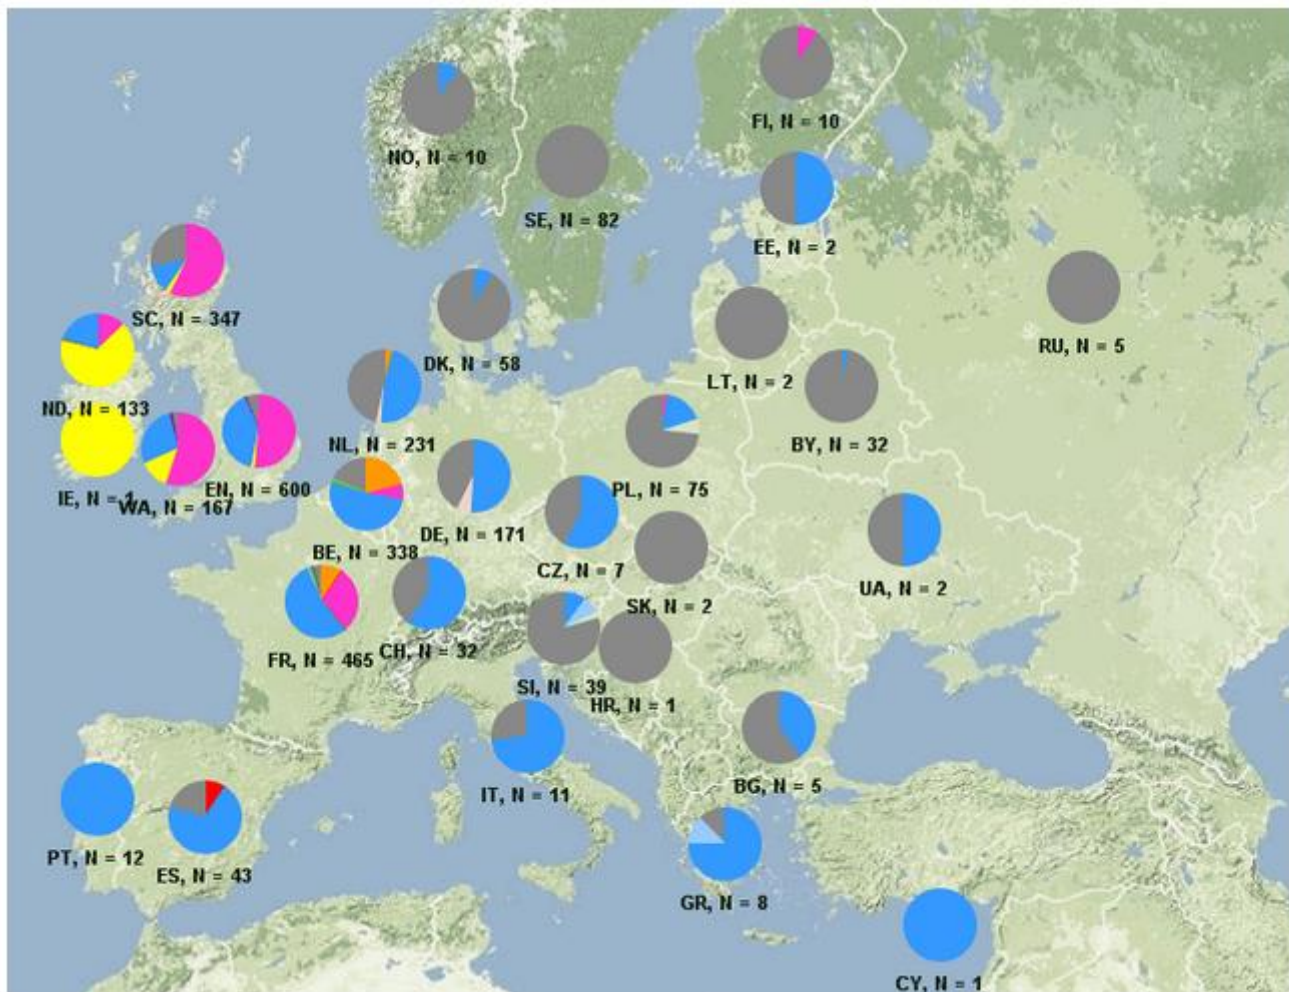 FI, N = 10
NO, N = 10
SE, N = 82
EE, N = 2
SC, N = 347
RU, N = 5
DK, N = 58
LT, N = 2
ND, N = 133
NL, N = 231
BY, N = 32
EN, N = 600
PL, N = 75
IE, N = 1
WA, N = 167
DE, N = 171
BE, N = 338
CZ, N = 7
UA, N = 2
SK, N = 2
FR, N = 465
CH, N = 32
SI, N = 39
HR, N = 1
BG, N = 5
IT, N = 11
PT, N = 12
ES, N = 43
GR, N = 8
CY, N = 1